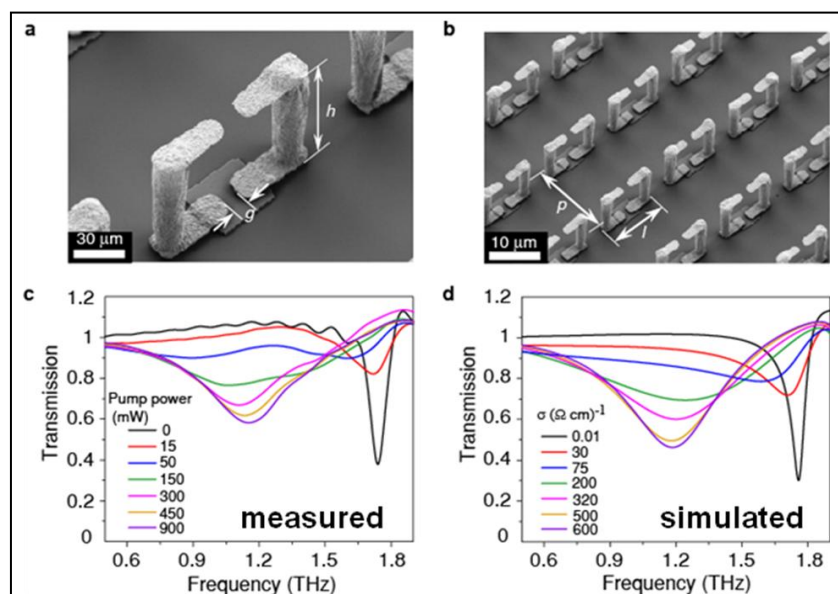 a
h
g
30 μm
b
p
l
10 μm
c
1.2
1
0.8
0.6
0.4
0.2
0
Transmission
Pump power
(mW)
0
15
50
150
300
450
900
measured
0.6 0.9 1.2 1.5 1.8
Frequency (THz)
d
1.2
1
0.8
0.6
0.4
0.2
0
Transmission
σ (Ω cm)-1
0.01
30
75
200
320
500
600
simulated
0.6 0.9 1.2 1.5 1.8
Frequency (THz)